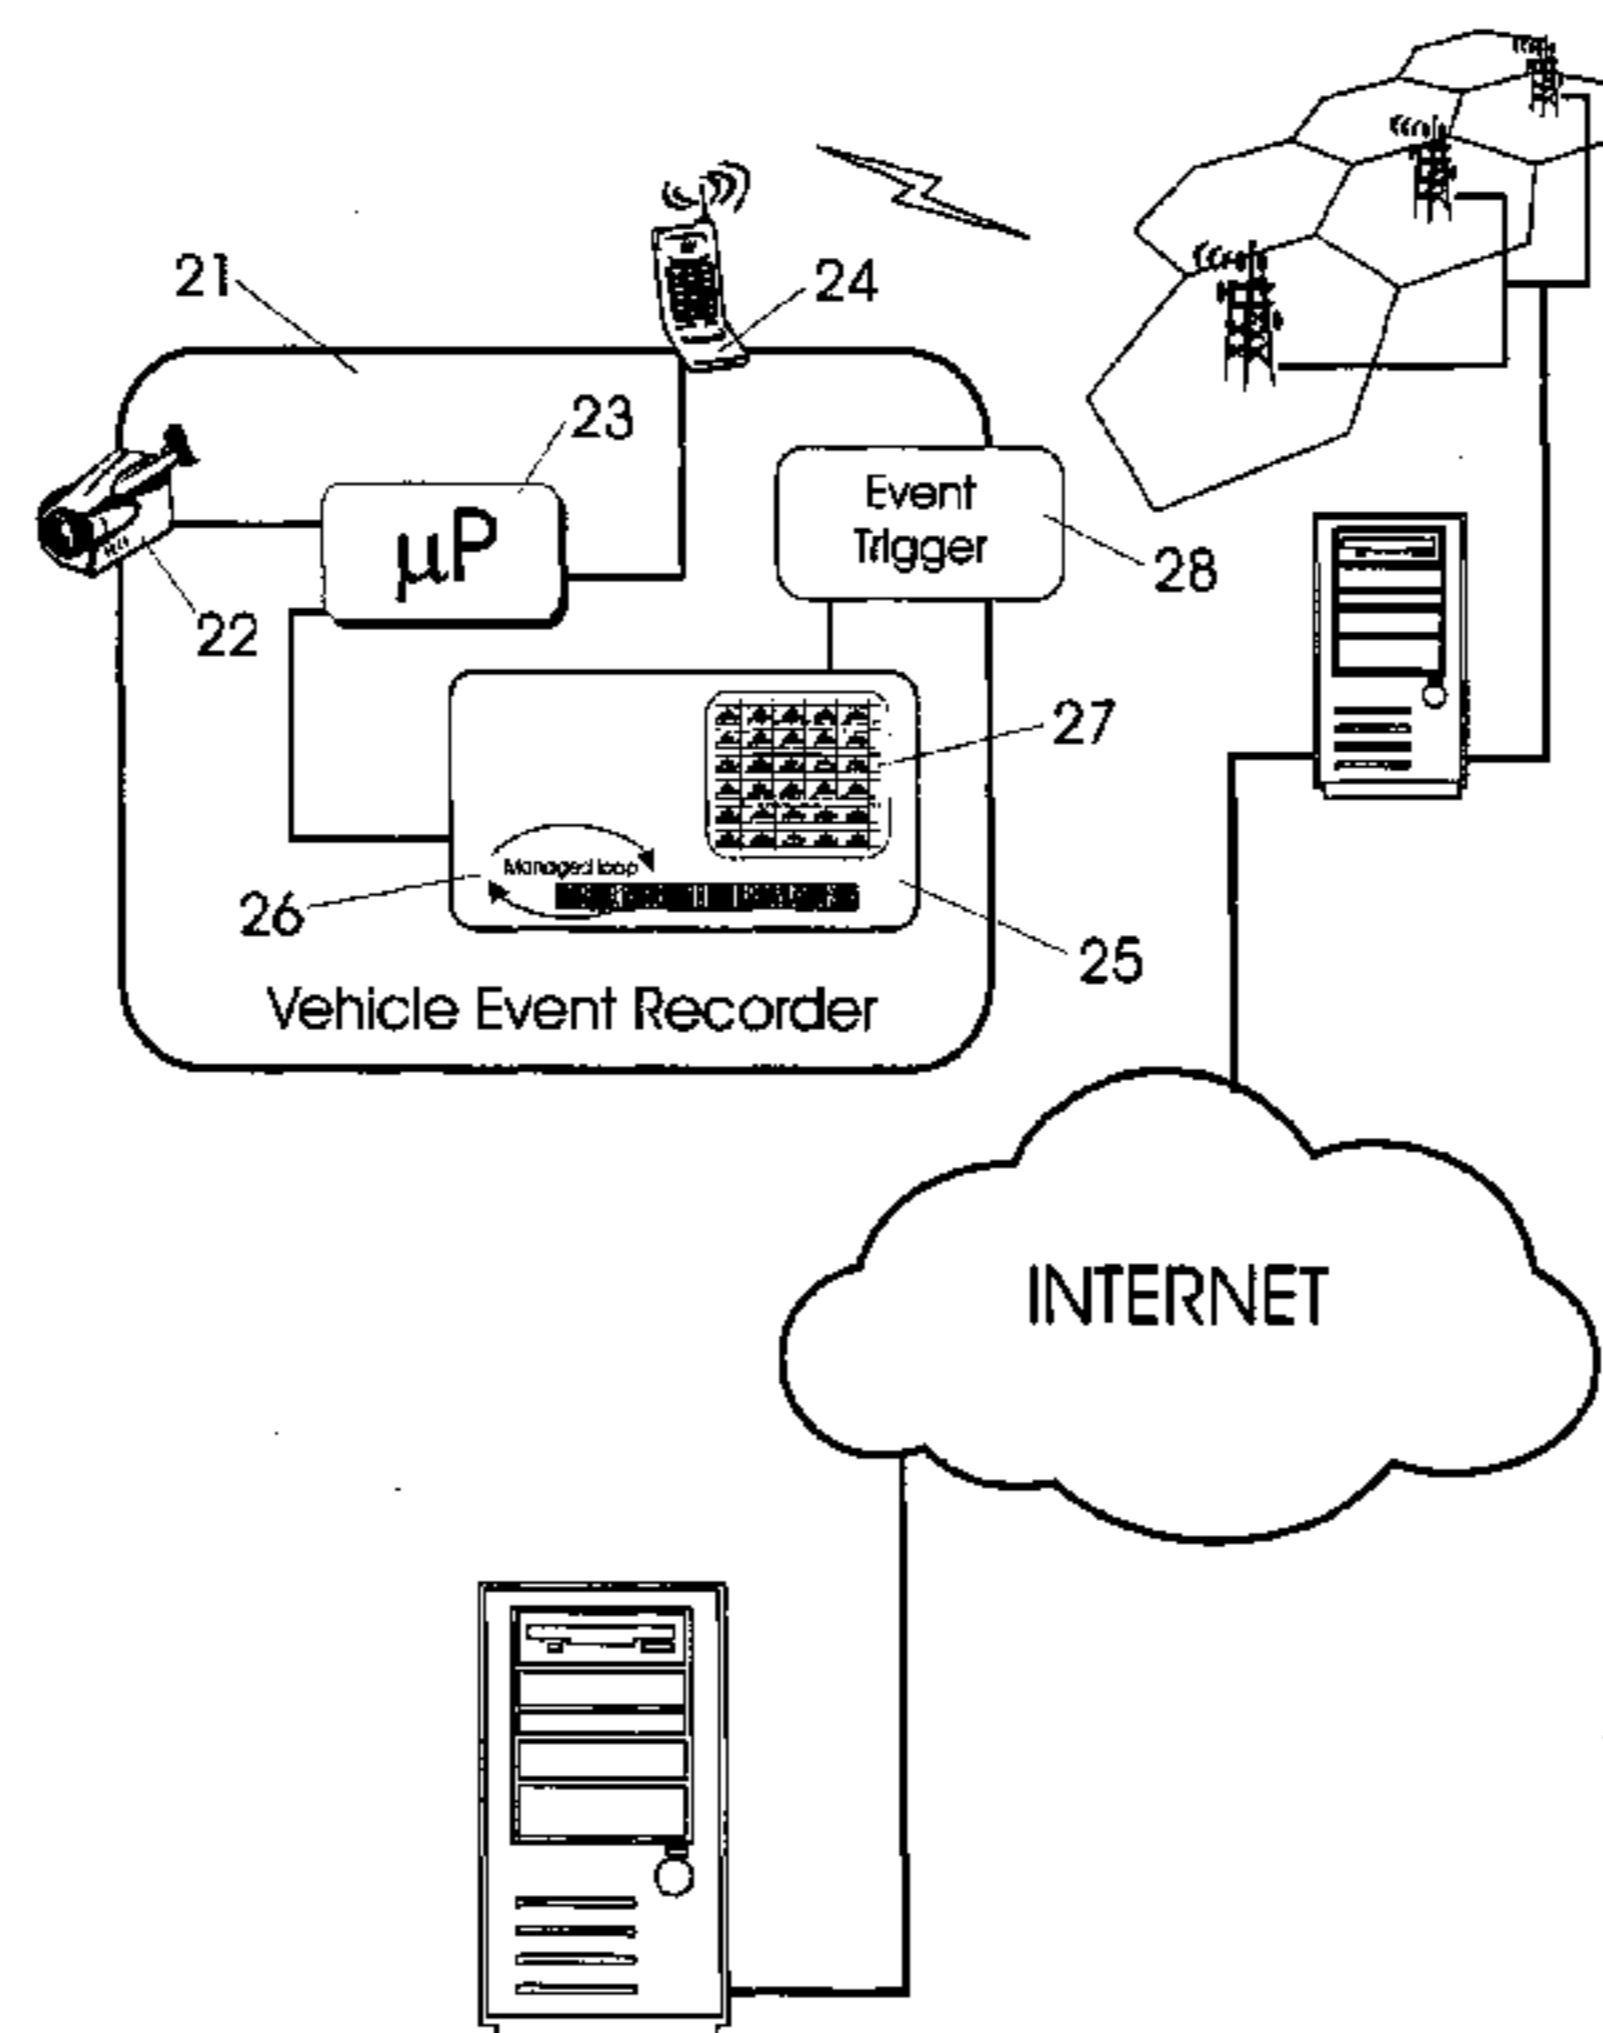 21
24
23
μP
Event
Trigger
28
22
27
Managed loop
26
25
Vehicle Event Recorder
INTERNET